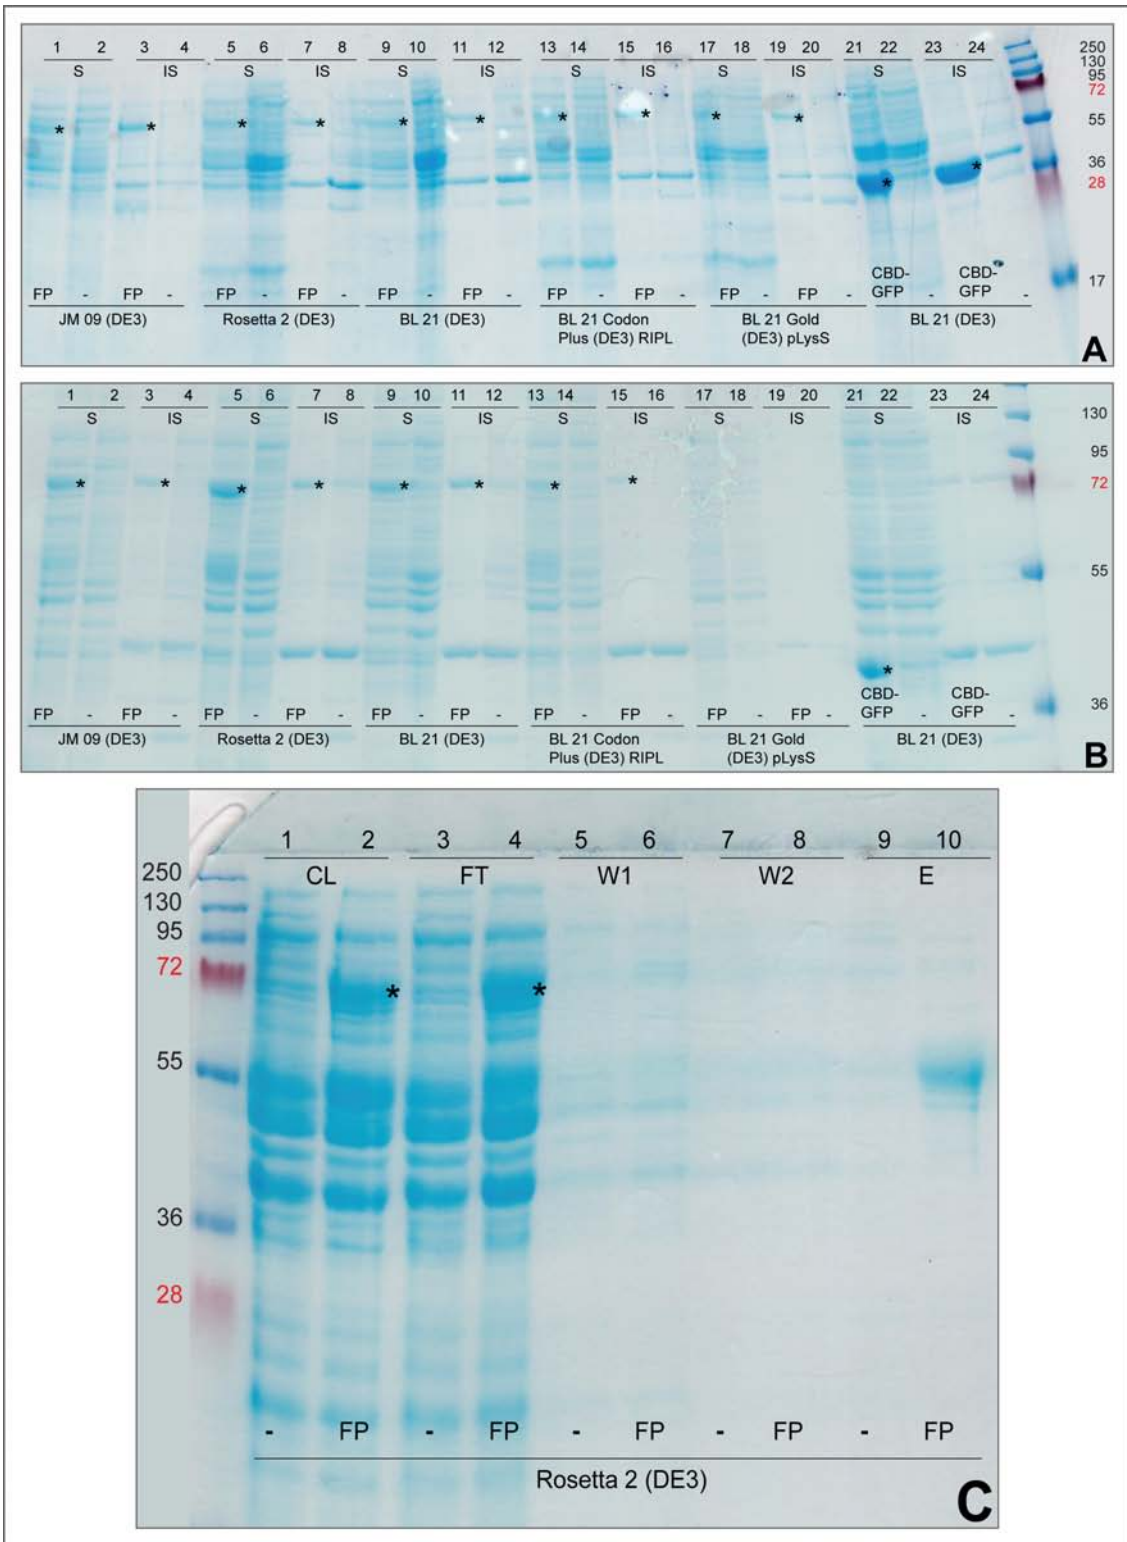 1 2 3 4 5 6 7 8 9 10 11 12 13 14 15 16 17 18 19 20 21 22 23 24
S IS S IS S IS S IS S IS S IS
250
130
95
72
55
36
28
17
* * * * * * * * * * * *
CBD-GFP CBD-GFP
FP - FP - FP - FP - FP - FP - FP - FP - FP - FP - - -
JM 09 (DE3) Rosetta 2 (DE3) BL 21 (DE3) BL 21 Codon BL 21 Gold BL 21 (DE3)
Plus (DE3) RIPL (DE3) pLysS
A
1 2 3 4 5 6 7 8 9 10 11 12 13 14 15 16 17 18 19 20 21 22 23 24
S IS S IS S IS S IS S IS S IS
130
95
72
55
36
* * * * * * * * *
CBD-GFP CBD-GFP
FP - FP - FP - FP - FP - FP - FP - FP - FP - FP - - -
JM 09 (DE3) Rosetta 2 (DE3) BL 21 (DE3) BL 21 Codon BL 21 Gold BL 21 (DE3)
Plus (DE3) RIPL (DE3) pLysS
B
1 2 3 4 5 6 7 8 9 10
CL FT W1 W2 E
250
130
95
72
55
36
28
* *
- FP - FP - FP - FP - FP
Rosetta 2 (DE3)
C